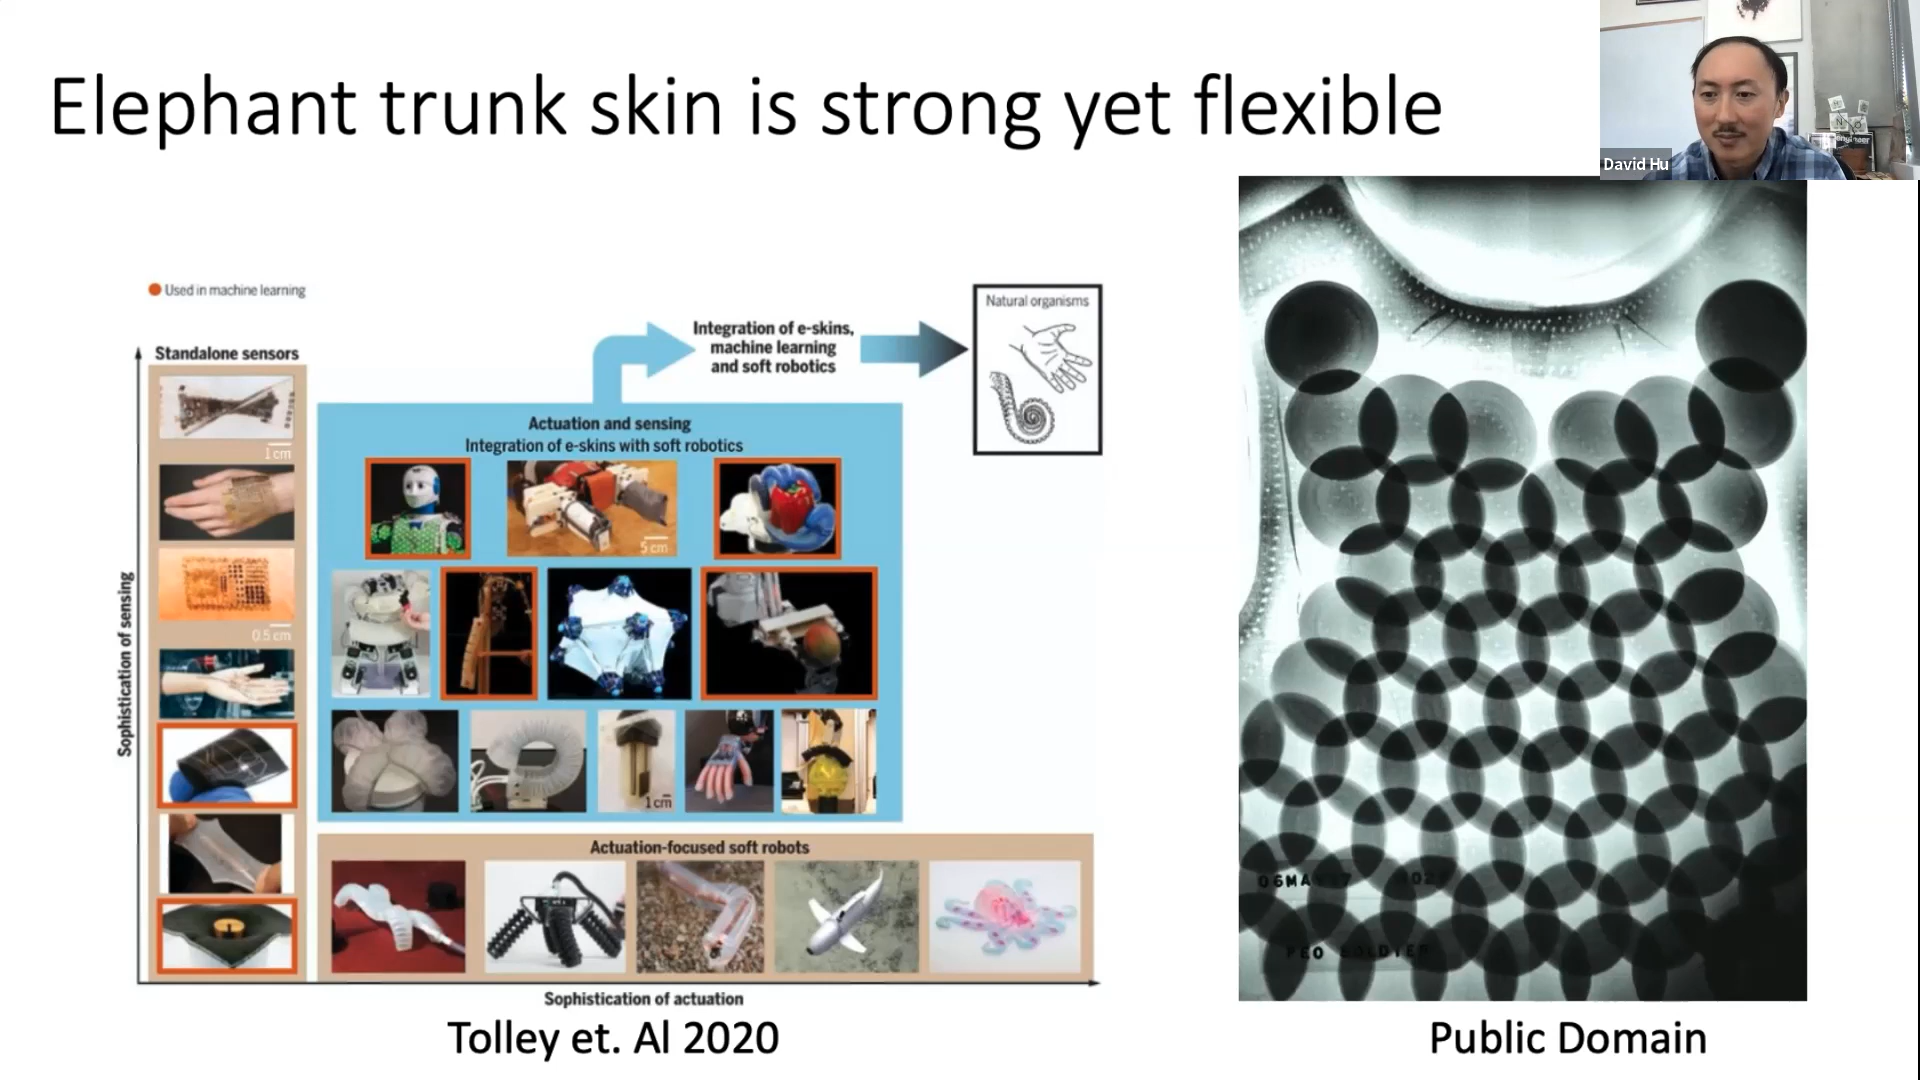 Elephant trunk skin is strong yet flexible
David Hu
Used in machine learning
Standalone sensors
1 cm
0.5 cm
Sophistication of sensing
Integration of e-skins,
machine learning
and soft robotics
Natural organisms
Actuation and sensing
Integration of e-skins with soft robotics
5 cm
1 cm
Actuation-focused soft robots
Sophistication of actuation
Tolley et. Al 2020
06MA
PEO SOLDIER
Public Domain